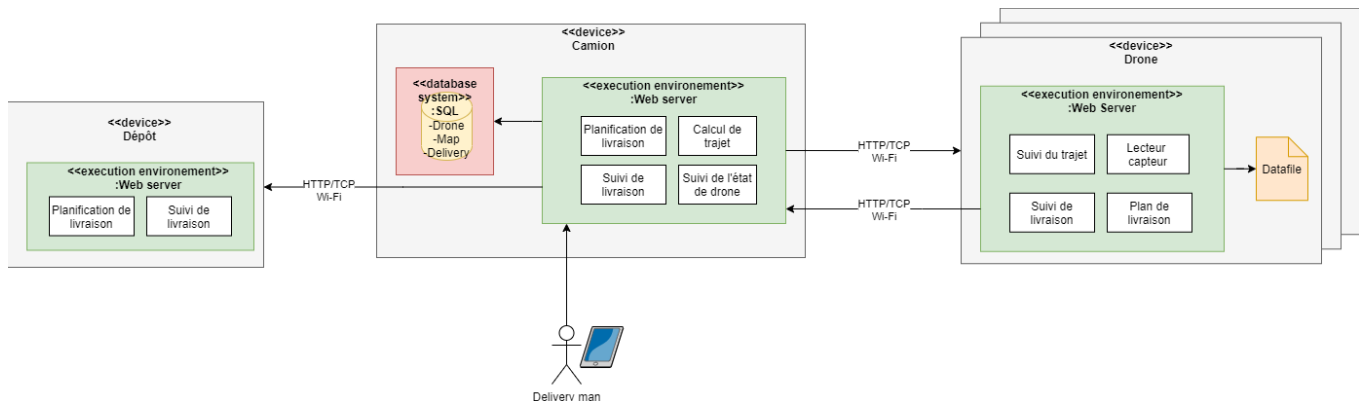 <<device>>
Dépôt
<<execution environement>>
:Web server
Planification de
livraison
Suivi de
livraison
HTTP/TCP
Wi-Fi
<<device>>
Camion
<<database
system>>
:SQL
-Drone
-Map
-Delivery
<<execution environement>>
:Web server
Planification de
livraison
Calcul de
trajet
Suivi de
livraison
Suivi de l'état
de drone
Delivery man
HTTP/TCP
Wi-Fi
HTTP/TCP
Wi-Fi
<<device>>
Drone
<<execution environement>>
:Web Server
Suivi du trajet
Lecteur
capteur
Suivi de
livraison
Plan de
livraison
Datafile